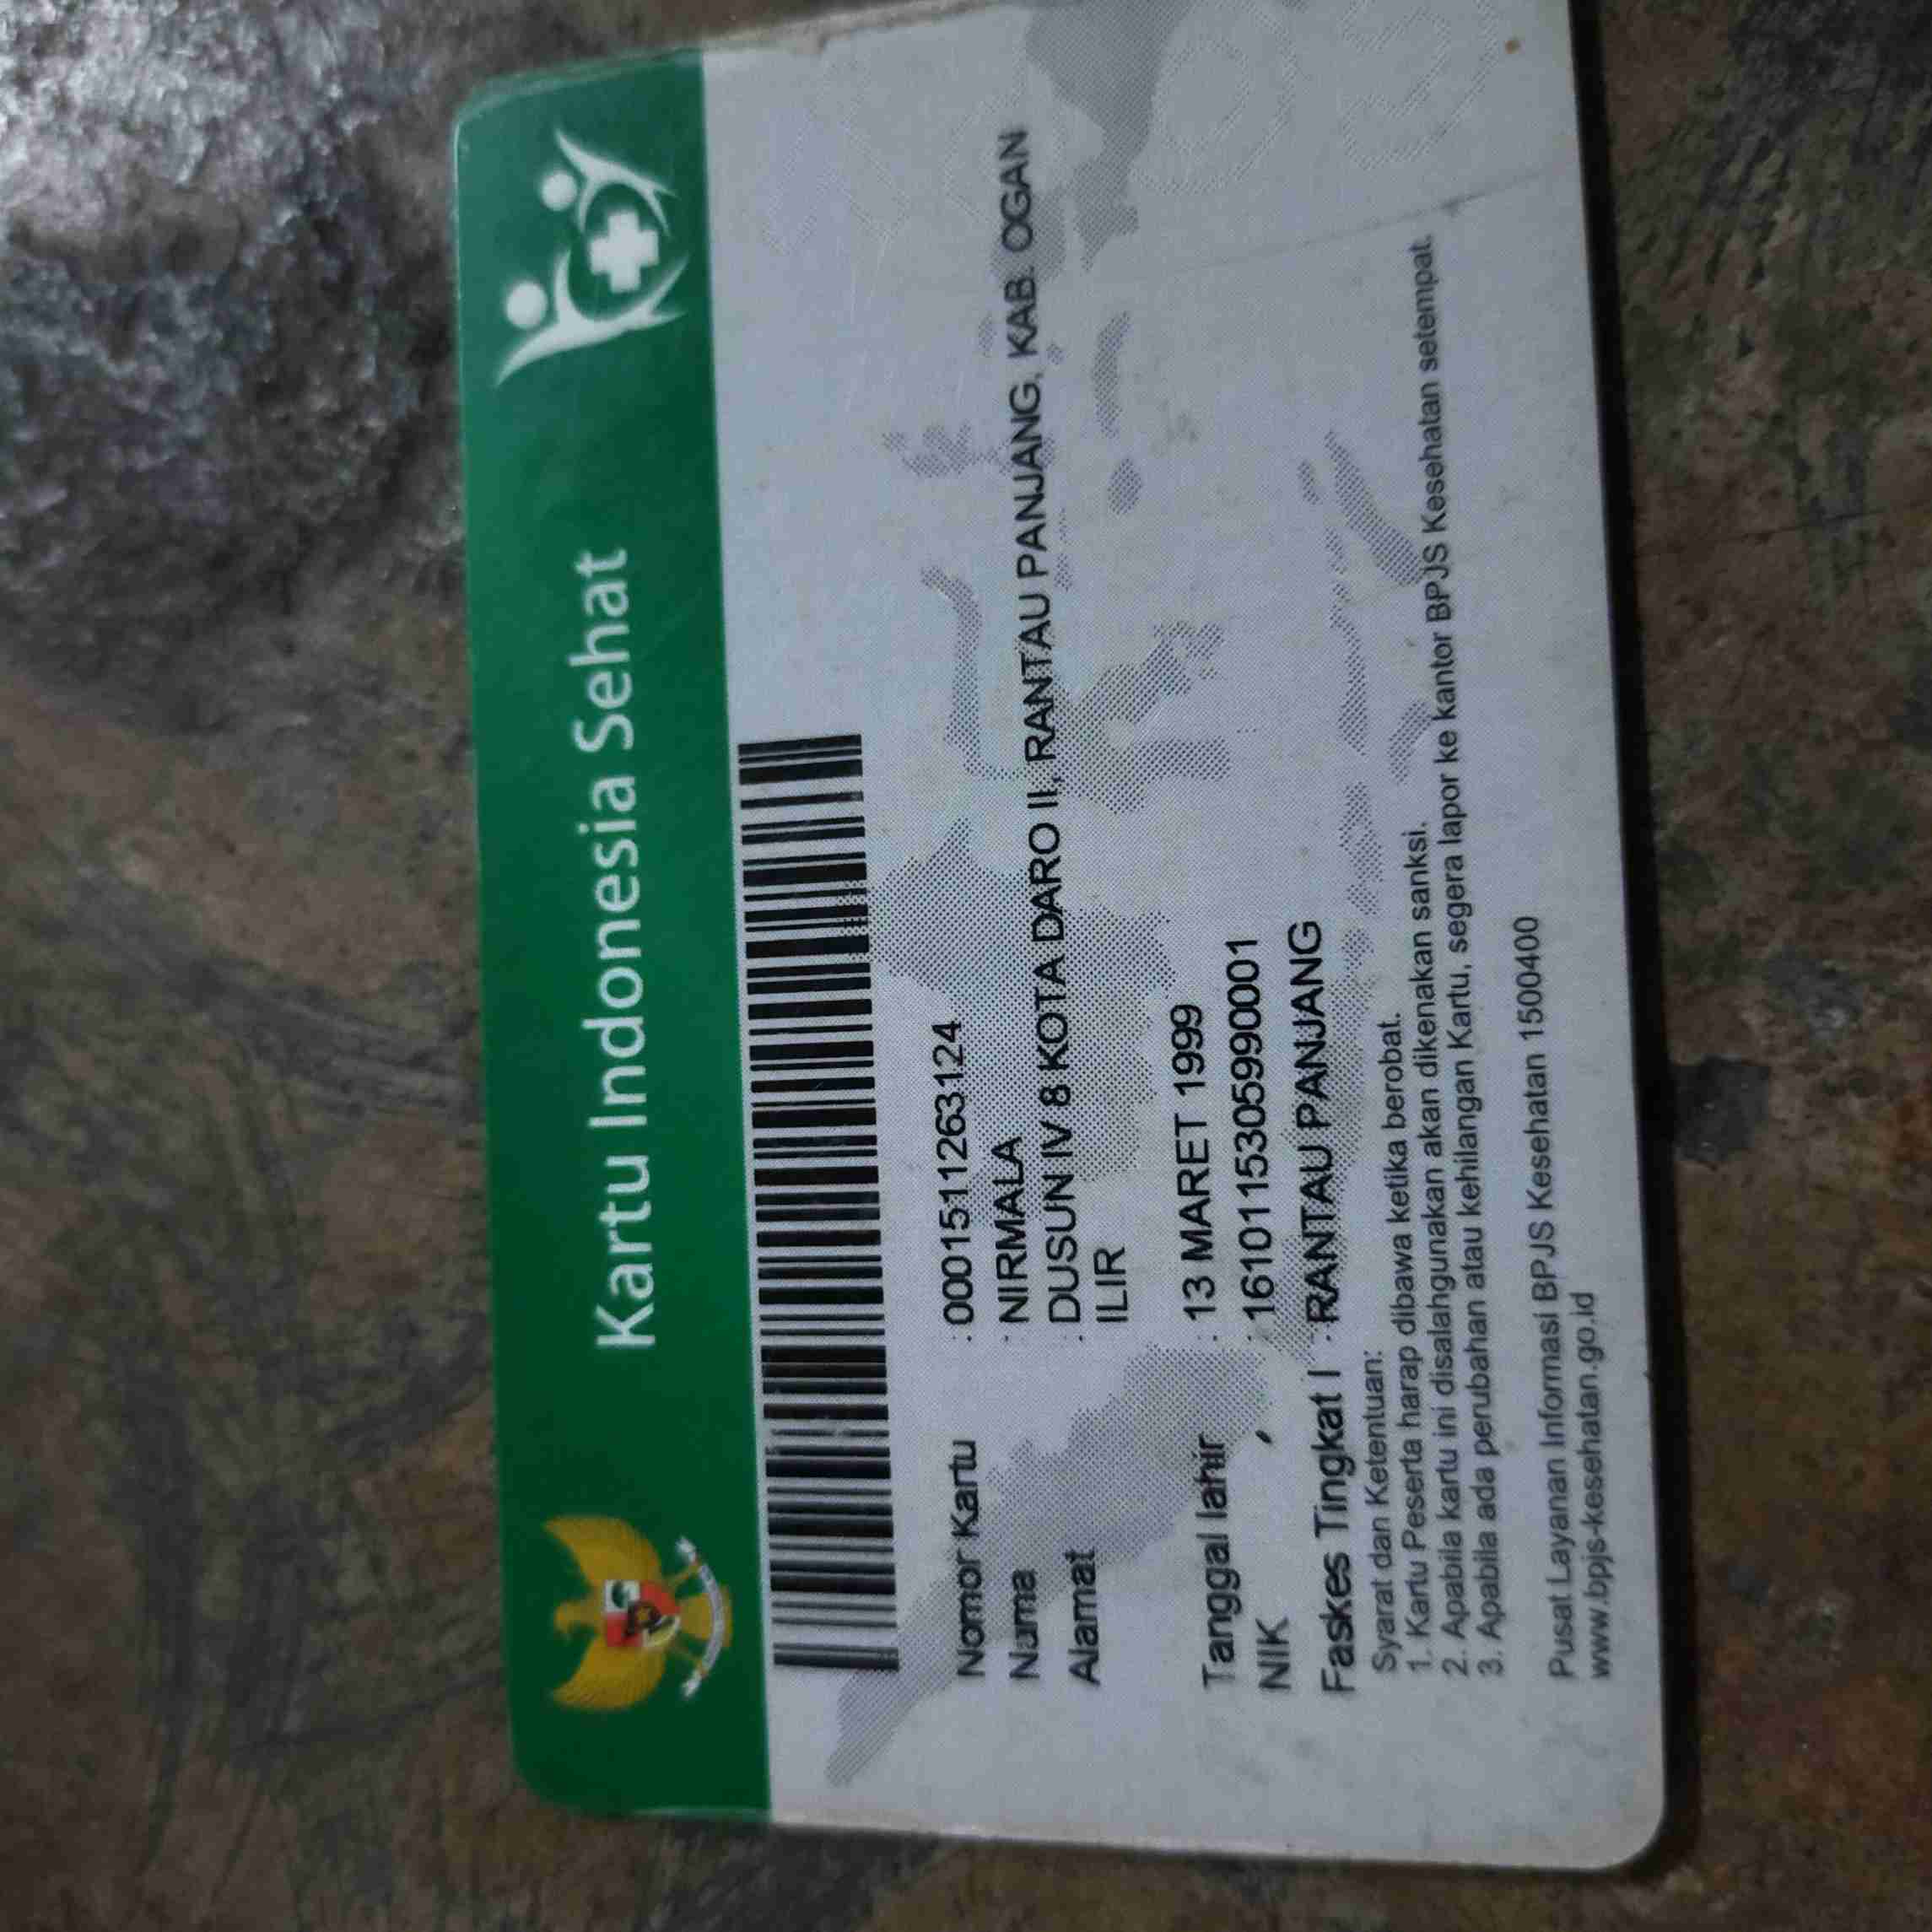 Kartu Indonesia Sehat
Nomor Kartu : 0001511263124
Nama : NIRMALA
Alamat : DUSUN IV 8 KOTA DARO II, RANTAU PANJANG, KAB. OGAN
ILIR
Tanggal lahir : 13 MARET 1999
NIK : 1610115305990001
Faskes Tingkat I : RANTAU PANJANG
Syarat dan Ketentuan:
1. Kartu Peserta harap dibawa ketika berobat.
2. Apabila kartu ini disalahgunakan akan dikenakan sanksi.
3. Apabila ada perubahan atau kehilangan Kartu, segera lapor ke kantor BPJS Kesehatan setempat.
Pusat Layanan Informasi BPJS Kesehatan 1500400
www.bpjs-kesehatan.go.id